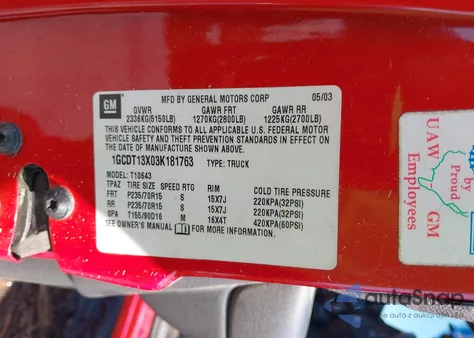 GM
MFD BY GENERAL MOTORS CORP 05/03
GVWR GAWR FRT GAWR RR
2336KG(5150LB) 1270KG(2800LB) 1225KG(2700LB)
THIS VEHICLE CONFORMS TO ALL APPLICABLE U.S. FEDERAL MOTOR
VEHICLE SAFETY AND THEFT PREVENTION STANDARDS IN EFFECT ON
THE DATE OF MANUFACTURE SHOWN ABOVE.
1GCDT13X03K181763 TYPE: TRUCK
MODEL: T10643
TPAZ TIRE SIZE SPEED RTG RIM COLD TIRE PRESSURE
FRT P235/70R15 S 15X7J 220KPA(32PSI)
RR P235/70R15 S 15X7J 220KPA(32PSI)
SPA T155/90D16 M 16X4T 420KPA(60PSI)
SEE OWNER'S MANUAL FOR MORE INFORMATION
Proud
by
UAW GM
Employees
autoSnap